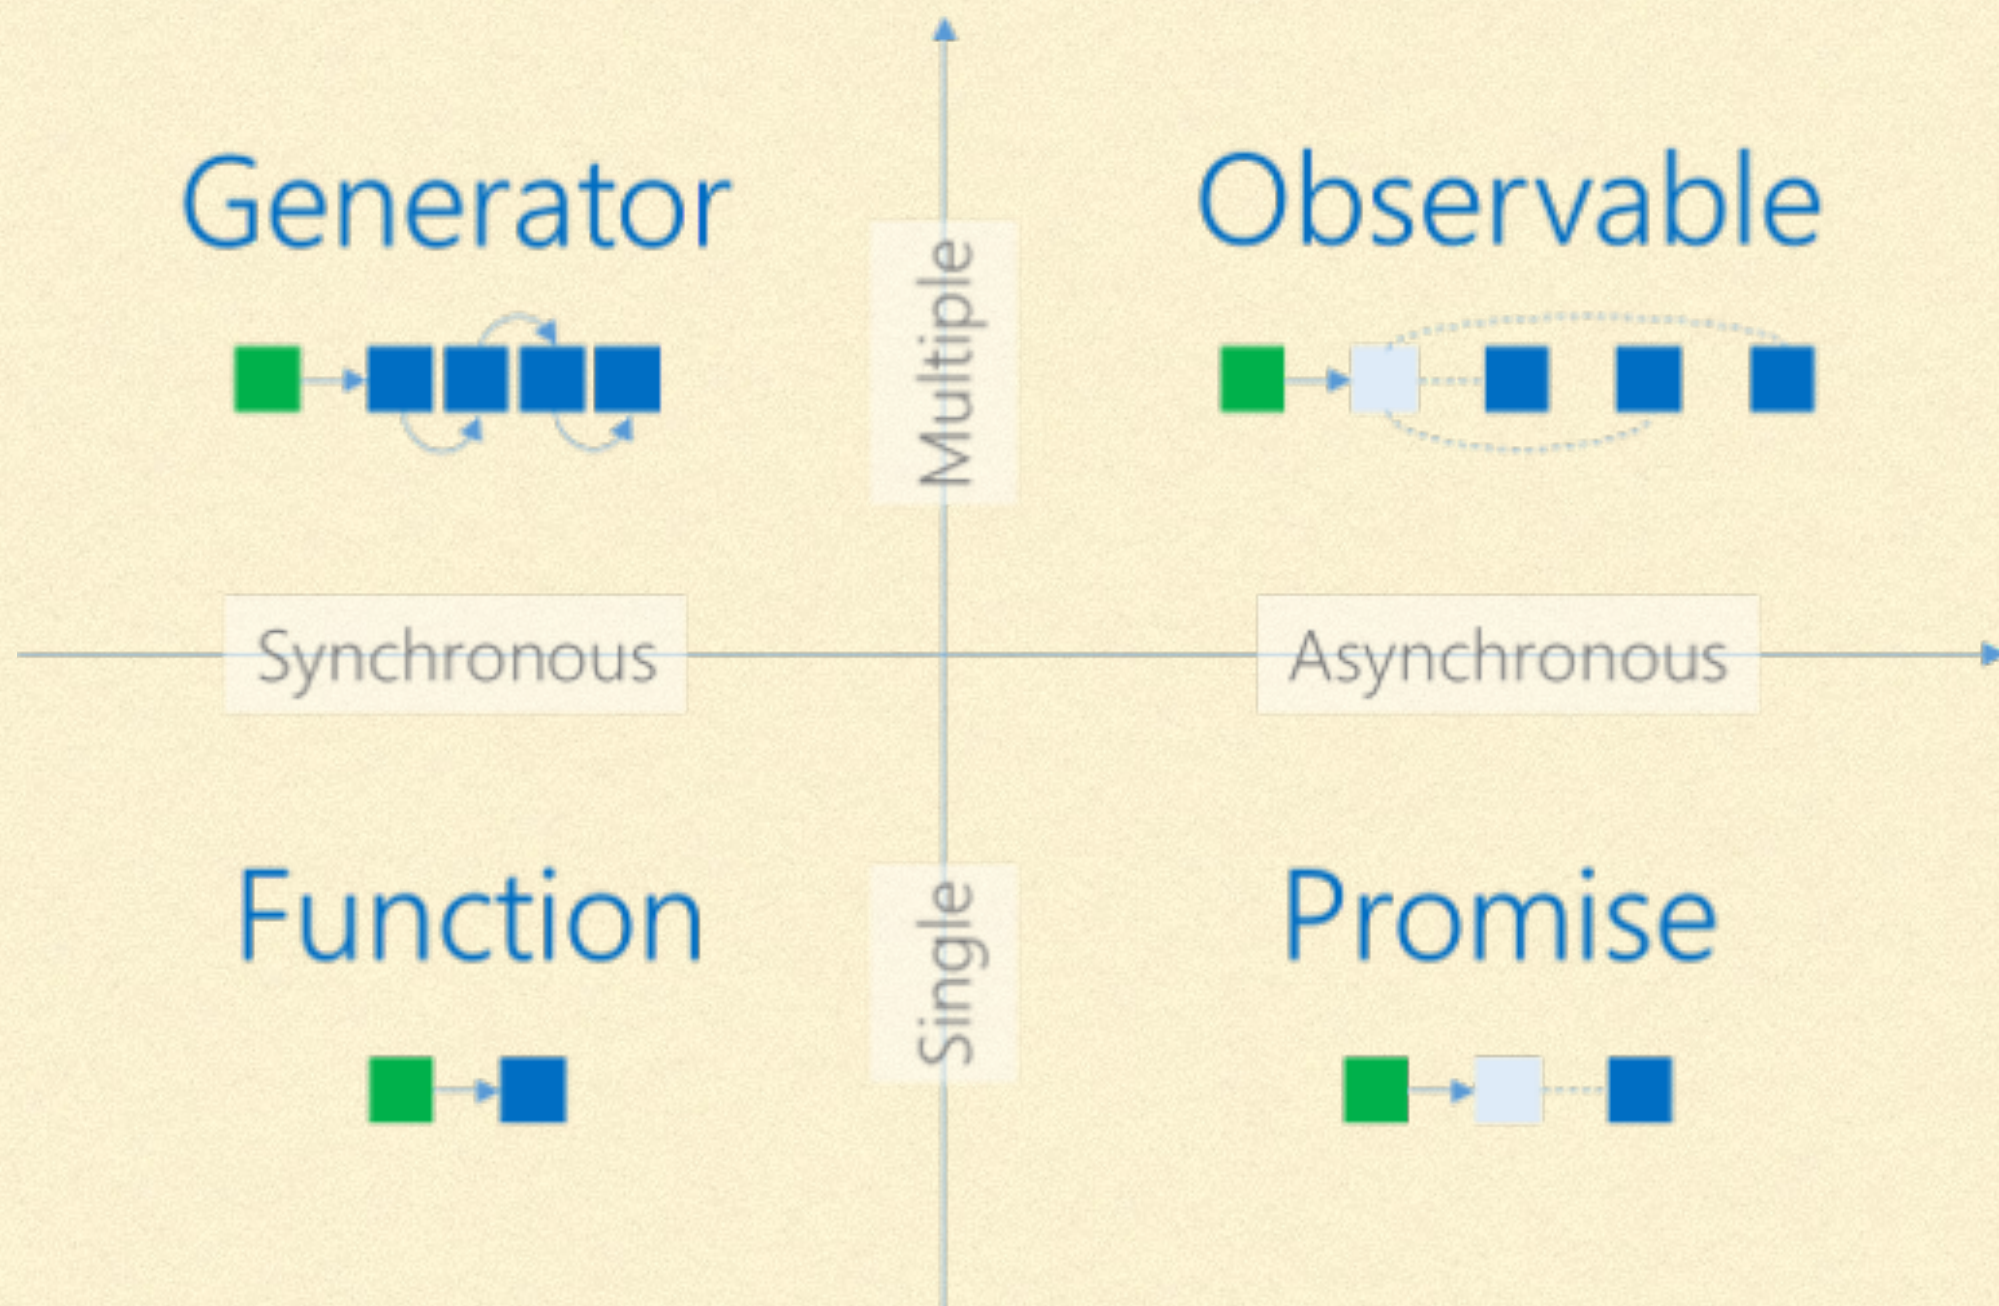 Generator
Observable
Multiple
Synchronous
Asynchronous
Function
Promise
Single